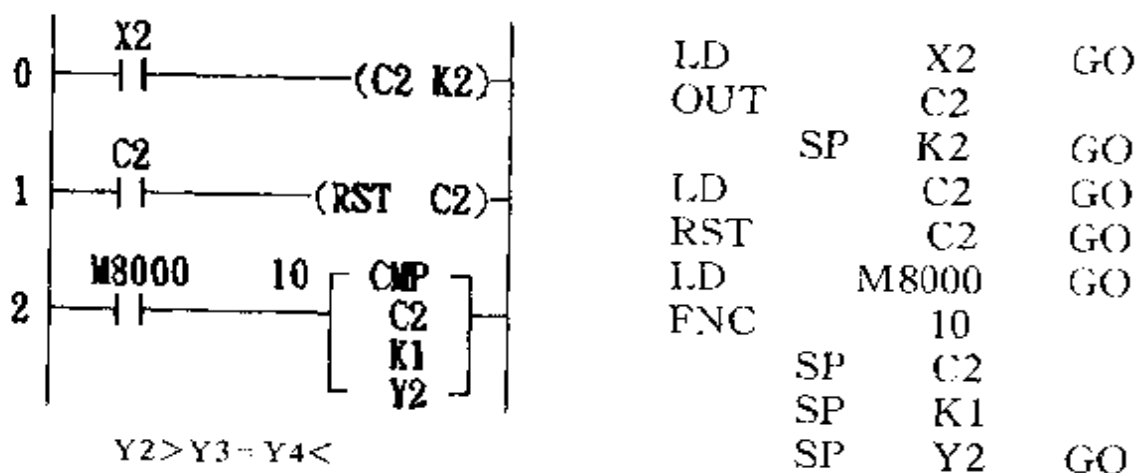 X2
0 (C2 K2)
C2
1 (RST C2)
M8000 10 CMP
2 C2
K1
Y2
Y2>Y3=Y4<
LD X2 GO
OUT C2
SP K2 GO
LD C2 GO
RST C2 GO
LD M8000 GO
FNC 10
SP C2
SP K1
SP Y2 GO